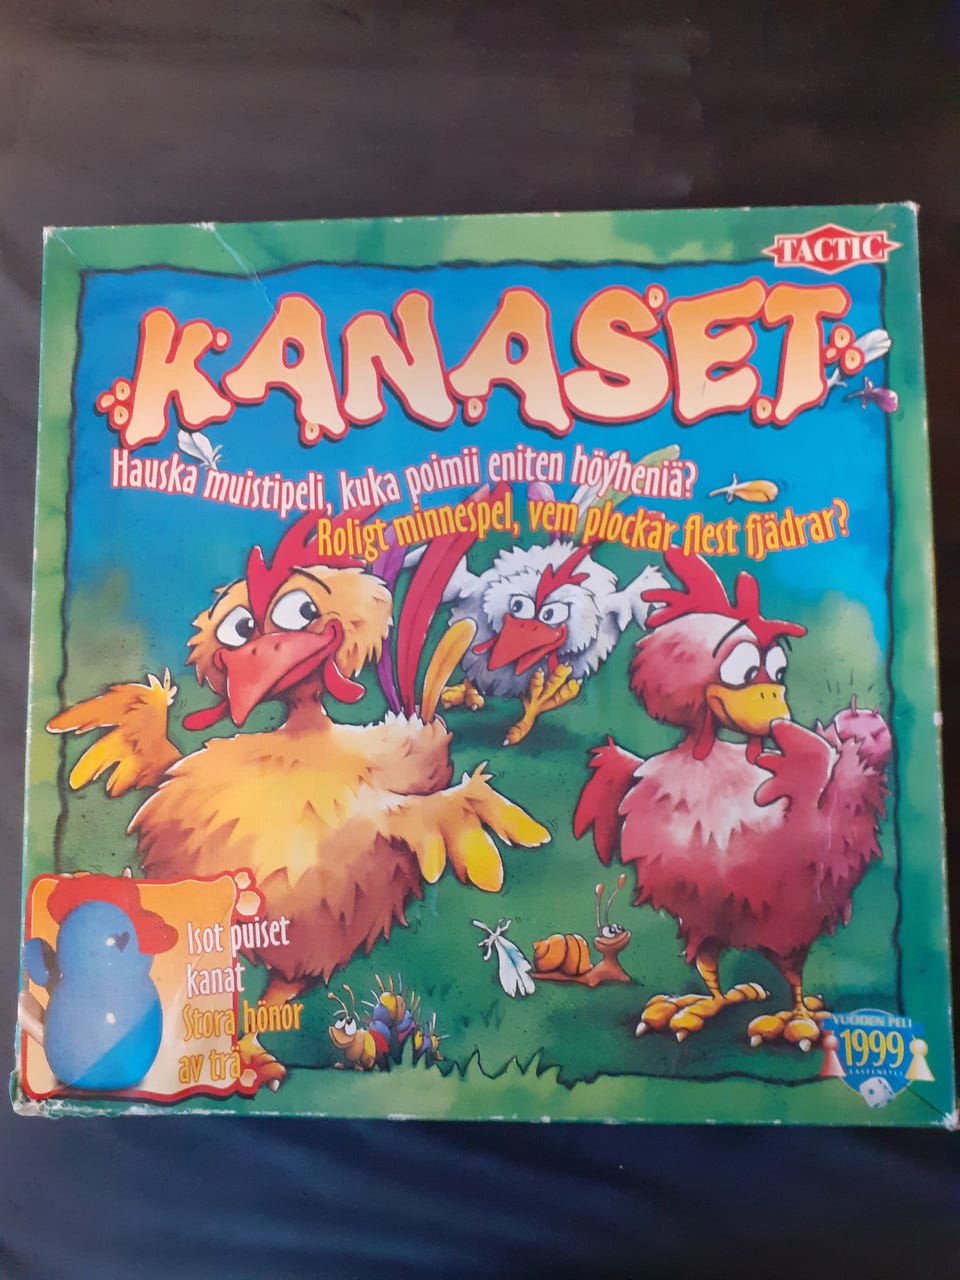 TACTIC
KANASET
Hauska muistipeli, kuka poimii eniten höyheniä?
Roligt minnespel, vem plockar flest fjädrar?
Isot puiset
kanat
Stora hönor
av trä
VUODEN PELI
1999
LASTENPELI